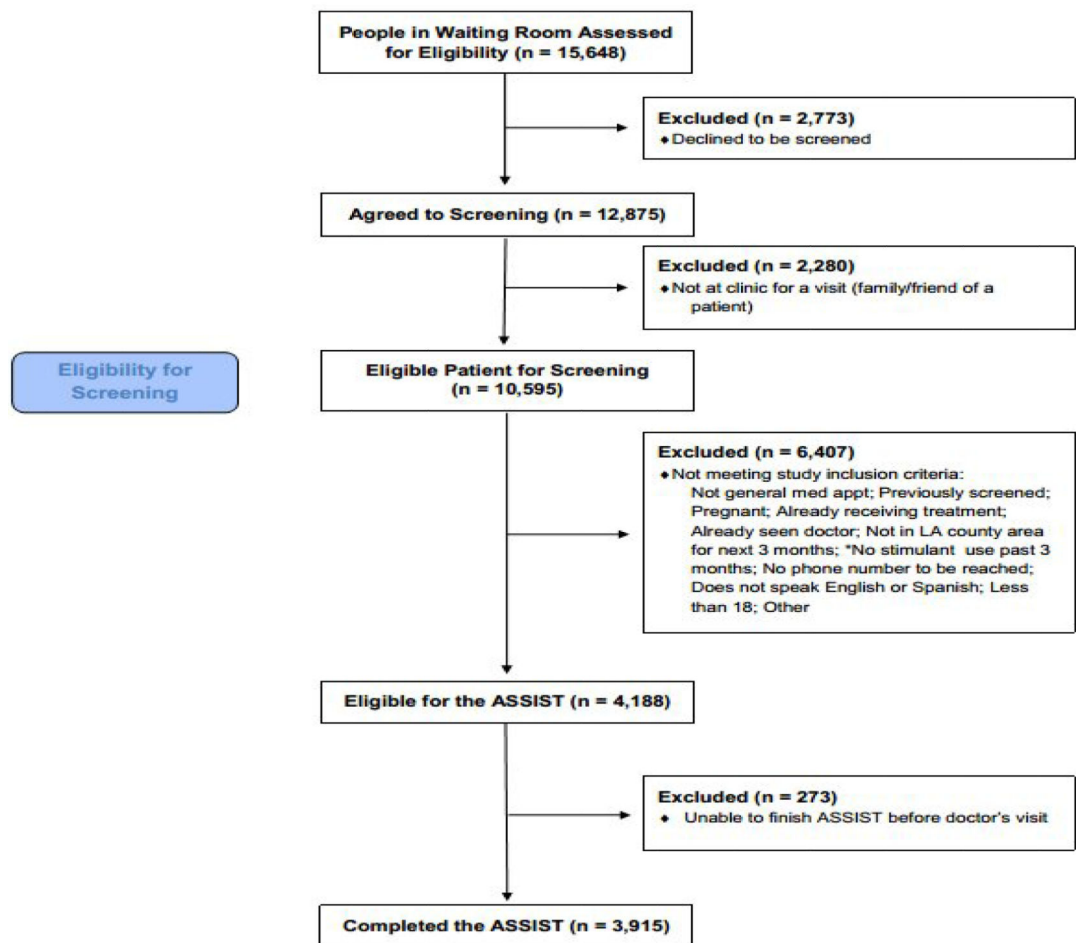 People in Waiting Room Assessed
for Eligibility (n = 15,648)
Excluded (n = 2,773)
♦Declined to be screened
Agreed to Screening (n = 12,875)
Excluded (n = 2,280)
♦Not at clinic for a visit (family/friend of a
patient)
Eligibility for
Screening
Eligible Patient for Screening
(n = 10,595)
Excluded (n = 6,407)
♦Not meeting study inclusion criteria:
Not general med appt; Previously screened;
Pregnant; Already receiving treatment;
Already seen doctor; Not in LA county area
for next 3 months; *No stimulant use past 3
months; No phone number to be reached;
Does not speak English or Spanish; Less
than 18; Other
Eligible for the ASSIST (n = 4,188)
Excluded (n = 273)
♦ Unable to finish ASSIST before doctor's visit
Completed the ASSIST (n = 3,915)